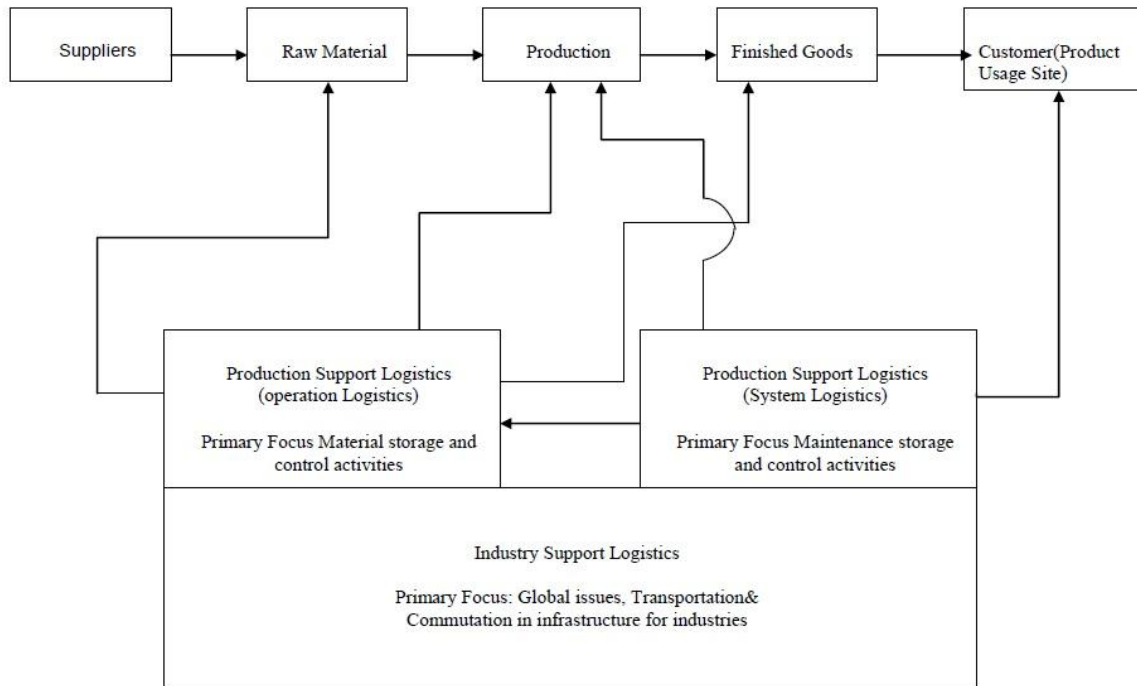 Suppliers
Raw Material
Production
Finished Goods
Customer(Product
Usage Site)
Production Support Logistics
(operation Logistics)
Primary Focus Material storage and
control activities
Production Support Logistics
(System Logistics)
Primary Focus Maintenance storage
and control activities
Industry Support Logistics
Primary Focus: Global issues, Transportation&
Commutation in infrastructure for industries